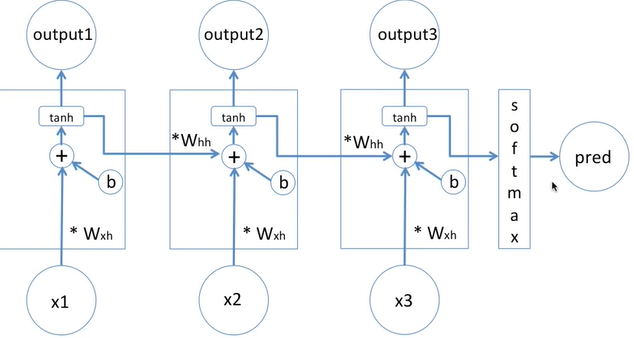 output1
output2
output3
tanh
tanh
tanh
*Whh
*Whh
+
+
+
b
b
b
* Wxh
* Wxh
* Wxh
x1
x2
x3
s
o
f
t
m
a
x
pred